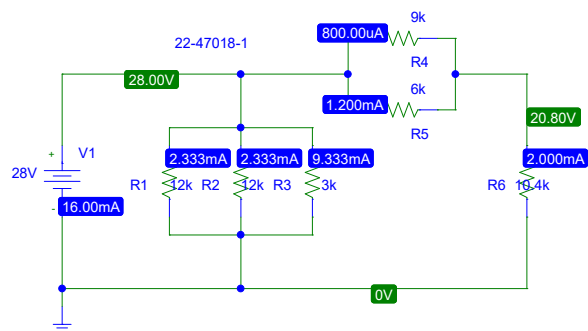 9k
22-47018-1
800.00uA
R4
28.00V
6k
1.200mA
R5
20.80V
+ V1
2.333mA 2.333mA 9.333mA 2.000mA
28V R1 12k R2 12k R3 3k R6 10.4k
- 16.00mA
0V